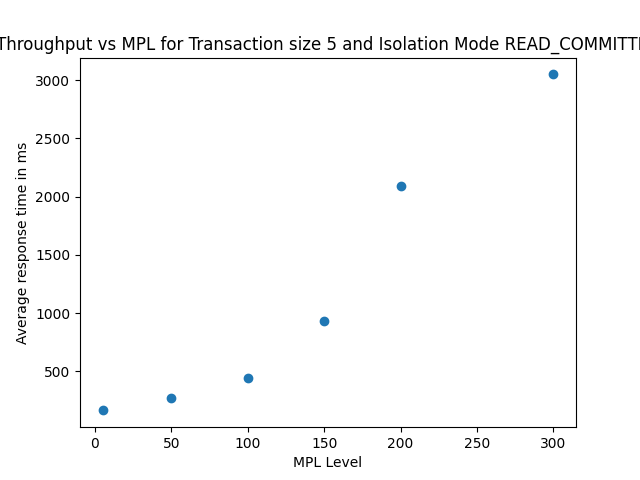 Throughput vs MPL for Transaction size 5 and Isolation Mode READ_COMMITT
3000
2500
2000
1500
1000
500
Average response time in ms
0 50 100 150 200 250 300
MPL Level